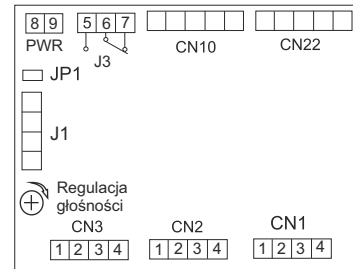 8 9 5 6 7
PWR J3 CN10 CN22
JP1
J1
Regulacja
głośności
CN3 CN2 CN1
1 2 3 4 1 2 3 4 1 2 3 4